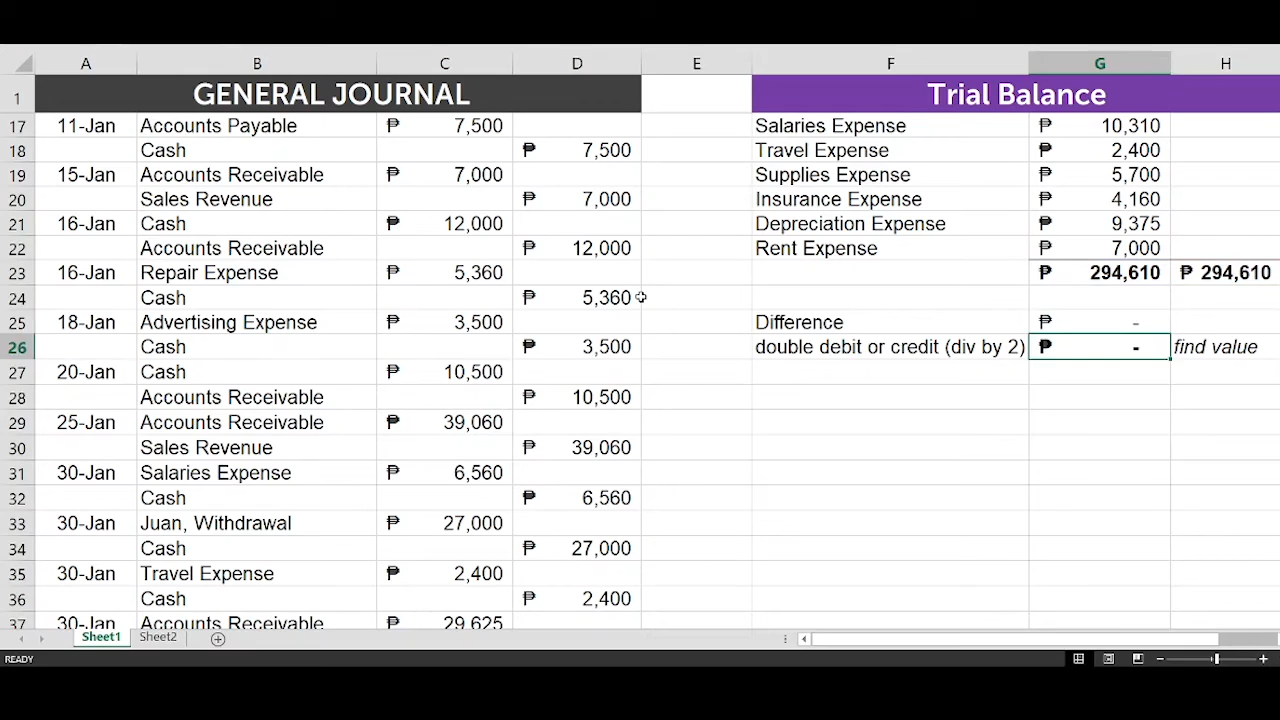 A B C D E F G H
1 GENERAL JOURNAL Trial Balance
17 11-Jan Accounts Payable ₱ 7,500 Salaries Expense ₱ 10,310
18 Cash ₱ 7,500 Travel Expense ₱ 2,400
19 15-Jan Accounts Receivable ₱ 7,000 Supplies Expense ₱ 5,700
20 Sales Revenue ₱ 7,000 Insurance Expense ₱ 4,160
21 16-Jan Cash ₱ 12,000 Depreciation Expense ₱ 9,375
22 Accounts Receivable ₱ 12,000 Rent Expense ₱ 7,000
23 16-Jan Repair Expense ₱ 5,360 ₱ 294,610 ₱ 294,610
24 Cash ₱ 5,360
25 18-Jan Advertising Expense ₱ 3,500 Difference ₱ -
26 Cash ₱ 3,500 double debit or credit (div by 2) ₱ - find value
27 20-Jan Cash ₱ 10,500
28 Accounts Receivable ₱ 10,500
29 25-Jan Accounts Receivable ₱ 39,060
30 Sales Revenue ₱ 39,060
31 30-Jan Salaries Expense ₱ 6,560
32 Cash ₱ 6,560
33 30-Jan Juan, Withdrawal ₱ 27,000
34 Cash ₱ 27,000
35 30-Jan Travel Expense ₱ 2,400
36 Cash ₱ 2,400
37 30-Jan Accounts Receivable ₱ 29,625
Sheet1 Sheet2
READY